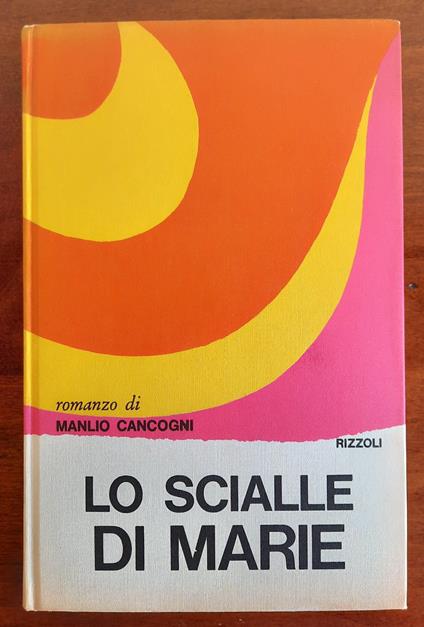 romanzo di
MANLIO CANCOGNI
RIZZOLI
LO SCIALLE
DI MARIE